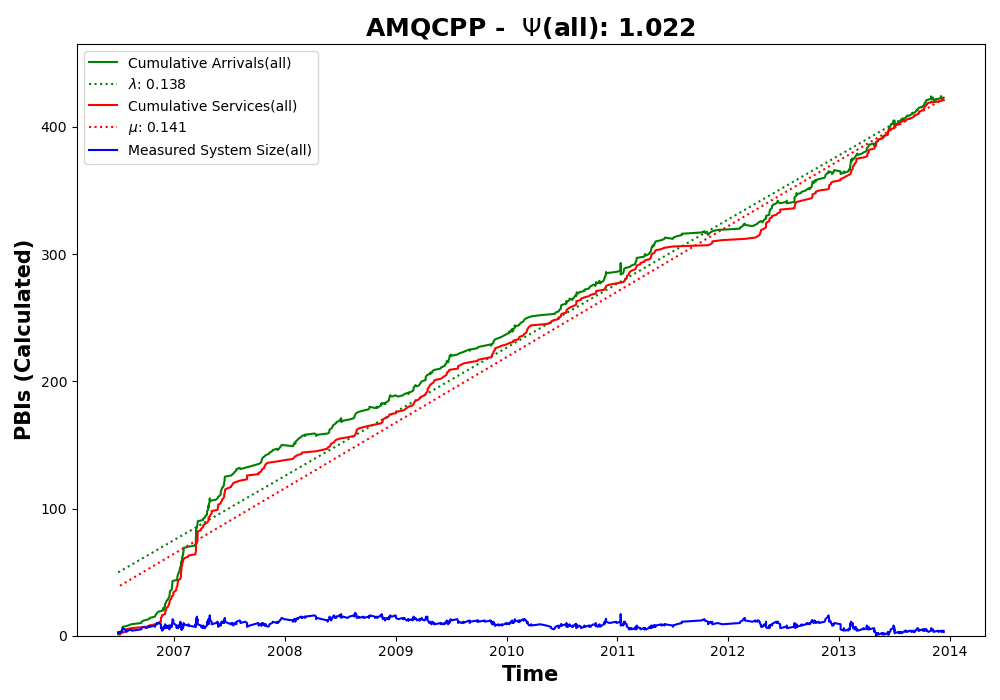 AMQCPP - Ψ(all): 1.022
Cumulative Arrivals(all)
λ: 0.138
Cumulative Services(all)
μ: 0.141
Measured System Size(all)
PBIs (Calculated)
400
300
200
100
0
2007 2008 2009 2010 2011 2012 2013 2014
Time